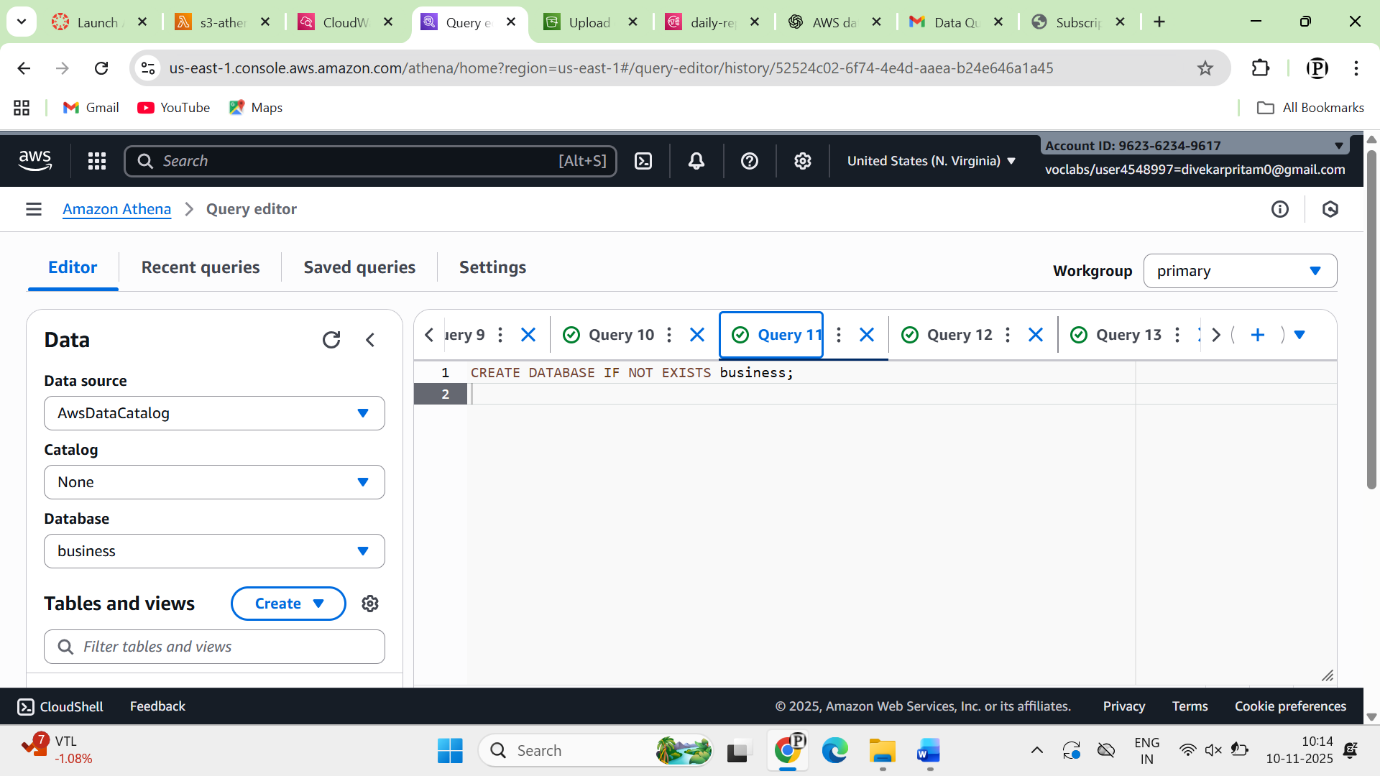 Launch A
s3-ather
CloudW
Query e
Upload
daily-rep
AWS da
Data Qu
Subscrip
us-east-1.console.aws.amazon.com/athena/home?region=us-east-1#/query-editor/history/52524c02-6f74-4e4d-aaea-b24e646a1a45
Gmail
YouTube
Maps
All Bookmarks
aws
Search
[Alt+S]
United States (N. Virginia)
Account ID: 9623-6234-9617
voclabs/user4548997=divekarpritam0@gmail.com
Amazon Athena
Query editor
Editor
Recent queries
Saved queries
Settings
Workgroup
primary
Data
Data source
AwsDataCatalog
Catalog
None
Database
business
Tables and views
Create
Filter tables and views
uery 9
Query 10
Query 11
Query 12
Query 13
1 CREATE DATABASE IF NOT EXISTS business;
2
CloudShell
Feedback
© 2025, Amazon Web Services, Inc. or its affiliates.
Privacy
Terms
Cookie preferences
7
VTL
-1.08%
Search
P
ENG
IN
10:14
10-11-2025